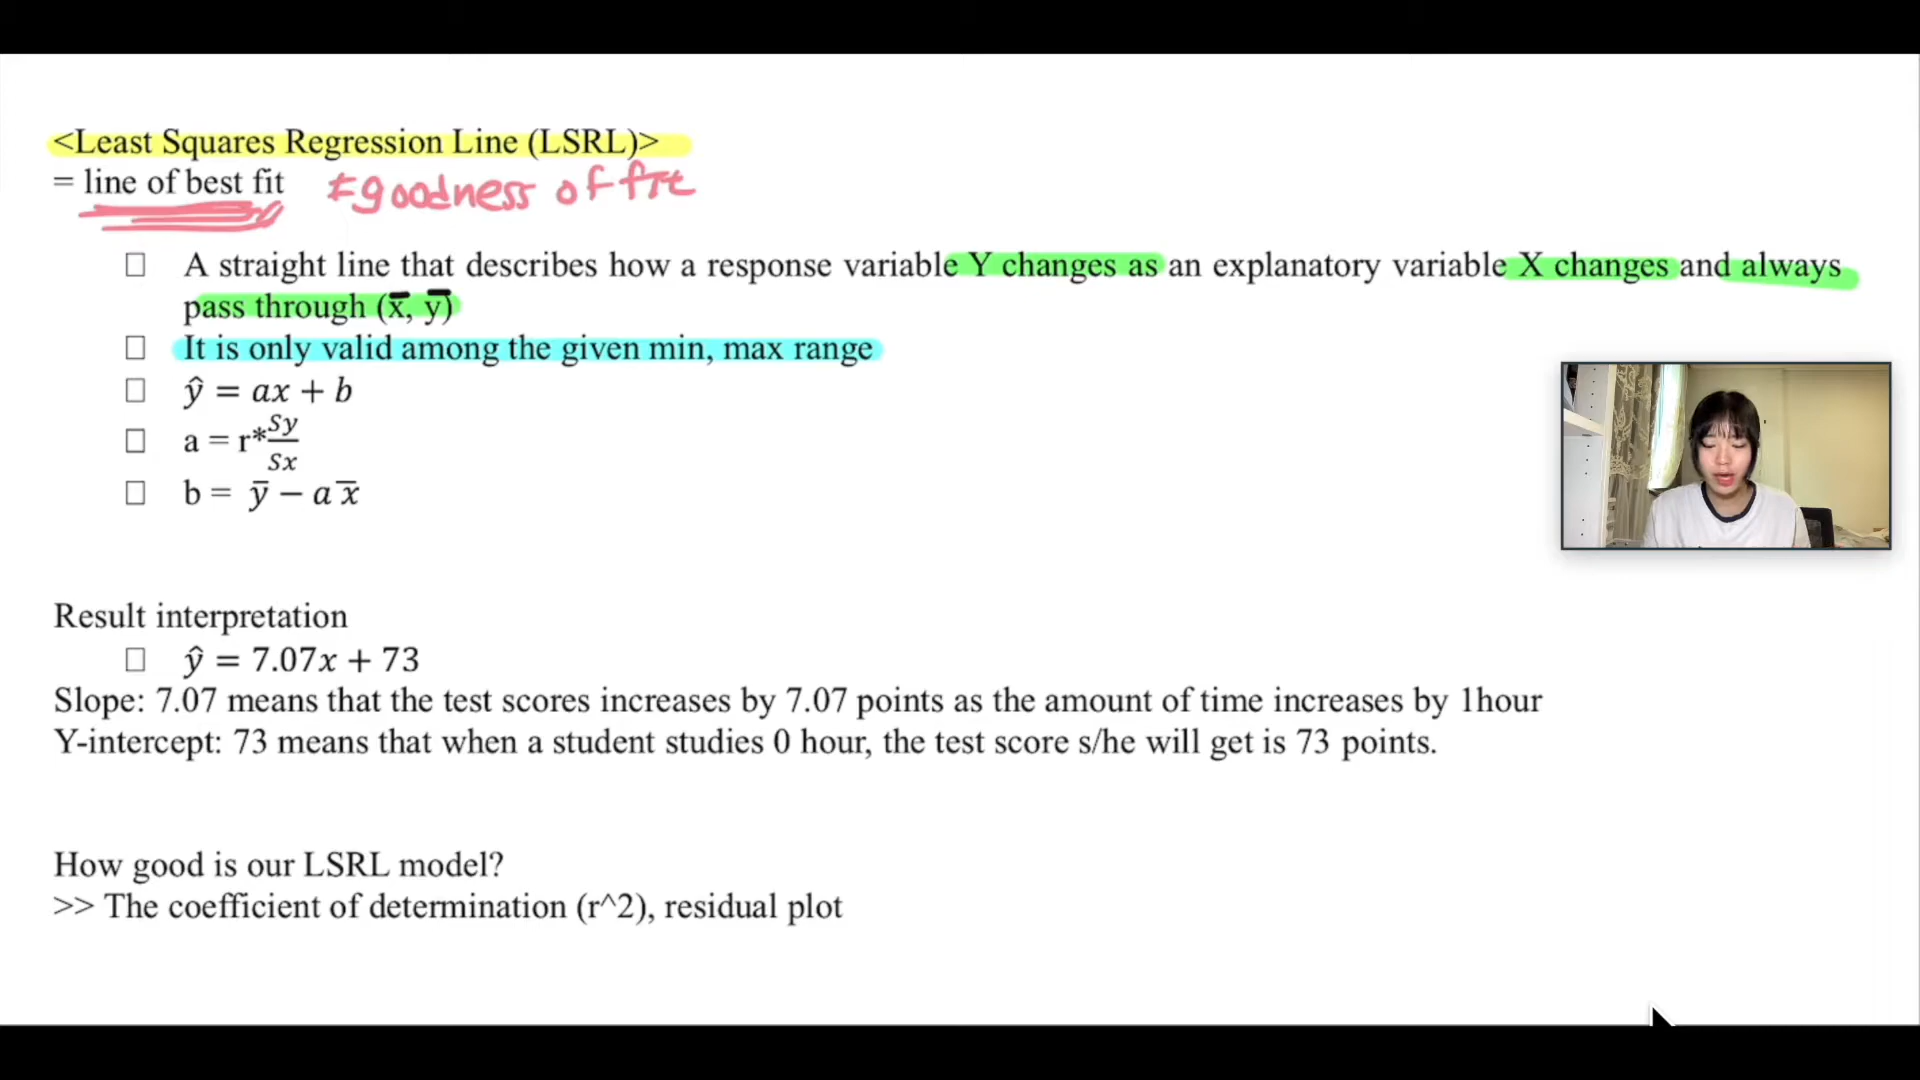 <Least Squares Regression Line (LSRL)>
= line of best fit ≠goodness of fit
A straight line that describes how a response variable Y changes as an explanatory variable X changes and always
pass through (x̅, y̅)
It is only valid among the given min, max range
ŷ = ax + b
a = r*Sy/Sx
b = y̅ − a x̅
Result interpretation
ŷ = 7.07x + 73
Slope: 7.07 means that the test scores increases by 7.07 points as the amount of time increases by 1hour
Y-intercept: 73 means that when a student studies 0 hour, the test score s/he will get is 73 points.
How good is our LSRL model?
>> The coefficient of determination (r^2), residual plot